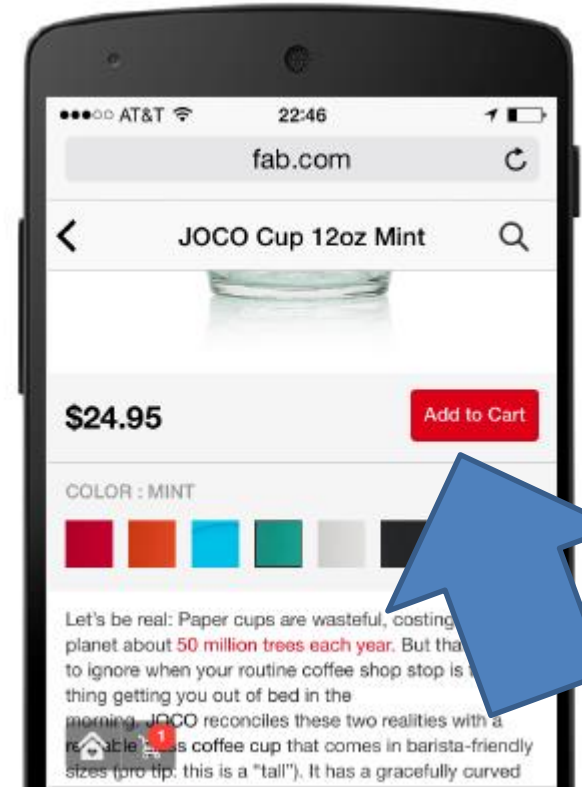 AT&T 22:46
fab.com
JOCO Cup 12oz Mint
$24.95
Add to Cart
COLOR : MINT
Let's be real: Paper cups are wasteful, costing
planet about 50 million trees each year. But
to ignore when your routine coffee shop stop is
thing getting you out of bed in the
morning. JOCO reconciles these two realities with a
coffee cup that comes in barista-friendly
sizes (pro tip: this is a "tall"). It has a gracefully curved
1